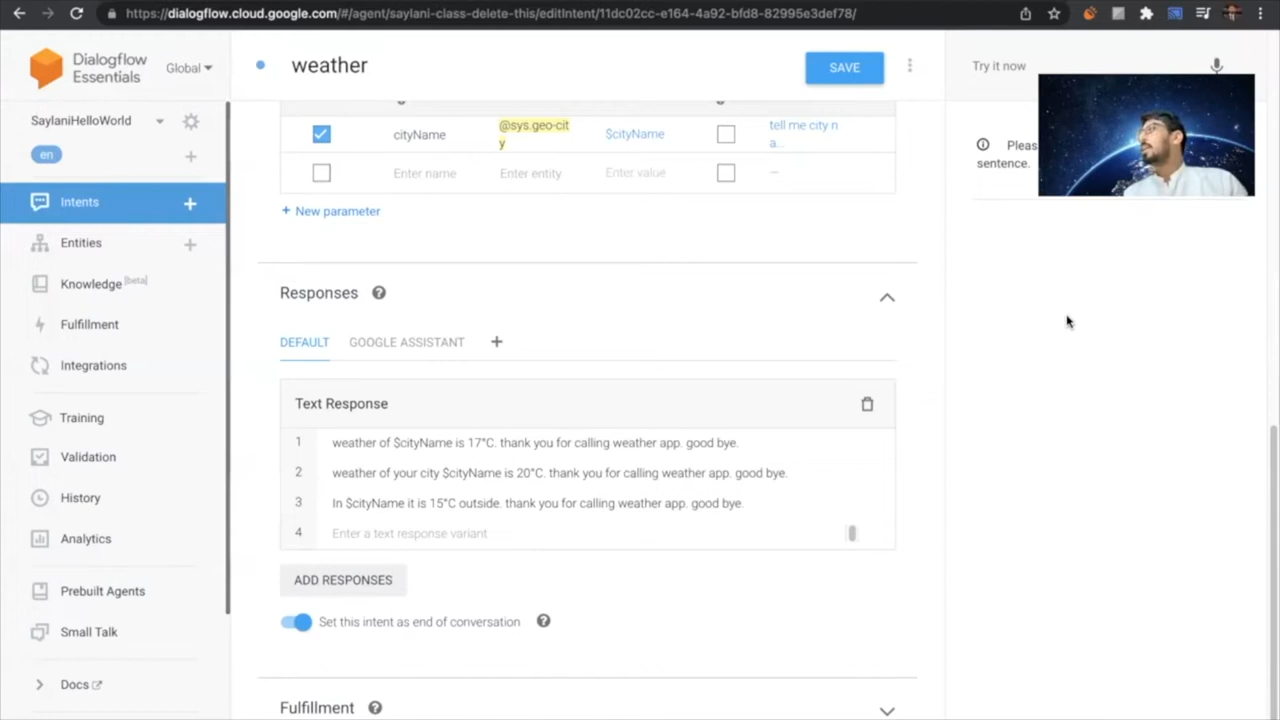 https://dialogflow.cloud.google.com/#/agent/saylani-class-delete-this/editIntent/11dc02cc-e164-4a92-bfd8-82995e3def78/
Dialogflow
Essentials
Global
weather
SAVE
Try it now
SaylaniHelloWorld
en
Intents
Entities
Knowledge [beta]
Fulfillment
Integrations
Training
Validation
History
Analytics
Prebuilt Agents
Small Talk
Docs
cityName
@sys.geo-cit
y
$cityName
tell me city n
a...
Enter name
Enter entity
Enter value
—
+ New parameter
Responses ?
DEFAULT
GOOGLE ASSISTANT
+
Text Response
1 weather of $cityName is 17°C. thank you for calling weather app. good bye.
2 weather of your city $cityName is 20°C. thank you for calling weather app. good bye.
3 In $cityName it is 15°C outside. thank you for calling weather app. good bye.
4 Enter a text response variant
ADD RESPONSES
Set this intent as end of conversation ?
Fulfillment ?
sentence.